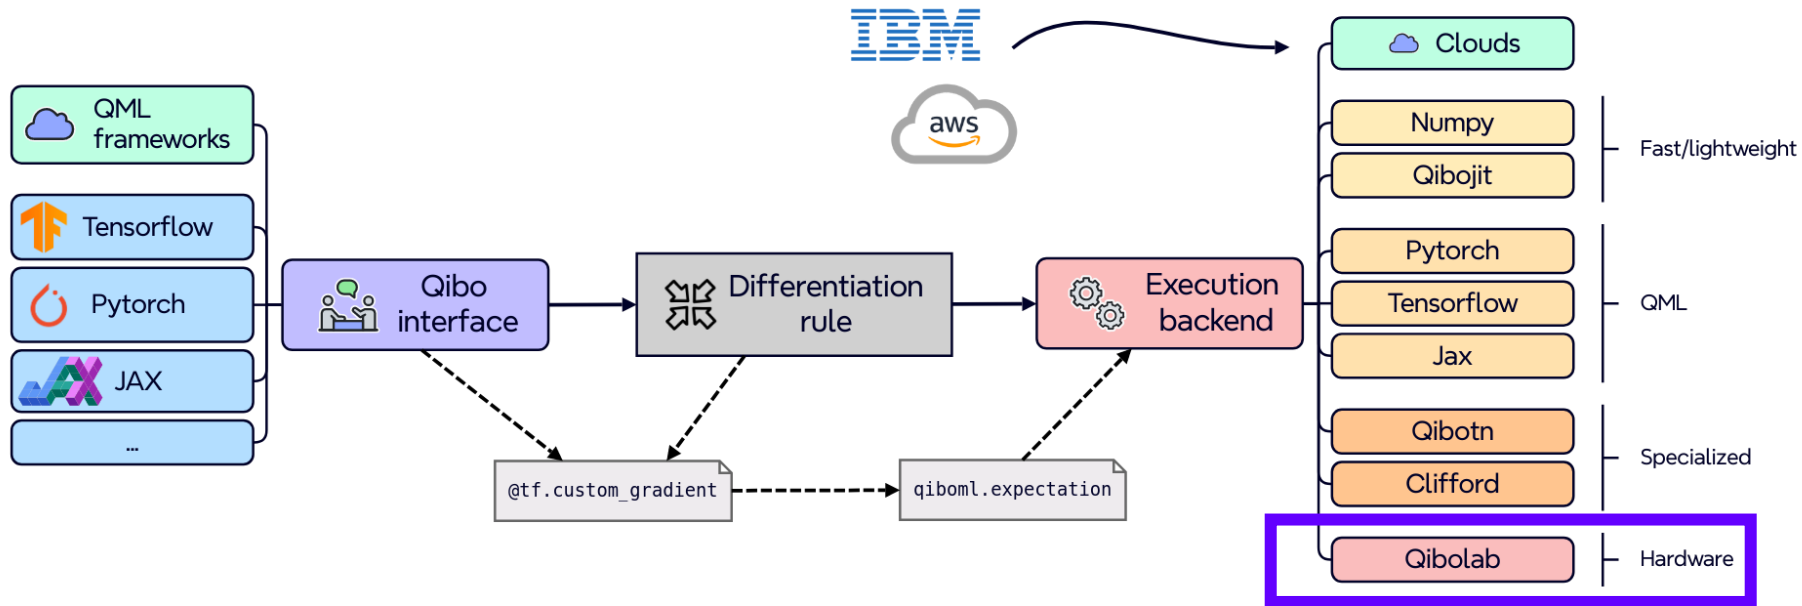 IBM
aws
QML
frameworks
Tensorflow
Pytorch
JAX
JAX
...
Qibo
interface
Differentiation
rule
Execution
backend
@tf.custom_gradient
qiboml.expectation
Clouds
Numpy
Qibojit
Fast/lightweight
Pytorch
Tensorflow
Jax
QML
Qibotn
Clifford
Specialized
Qibolab
Hardware